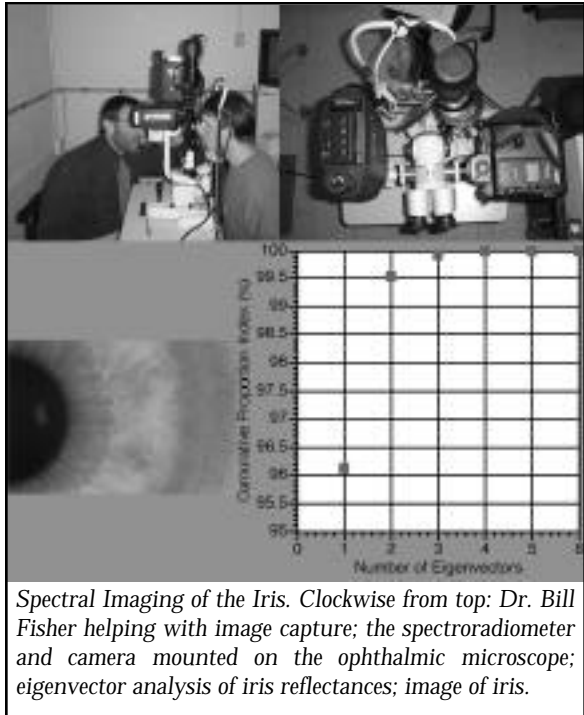 100
99.5
99
98.5
98
97.5
97
96.5
96
95.5
95
Cumulative Proportion Index (%)
0 1 2 3 4 5 6
Number of Eigenvectors
Spectral Imaging of the Iris. Clockwise from top: Dr. Bill
Fisher helping with image capture; the spectroradiometer
and camera mounted on the ophthalmic microscope;
eigenvector analysis of iris reflectances; image of iris.